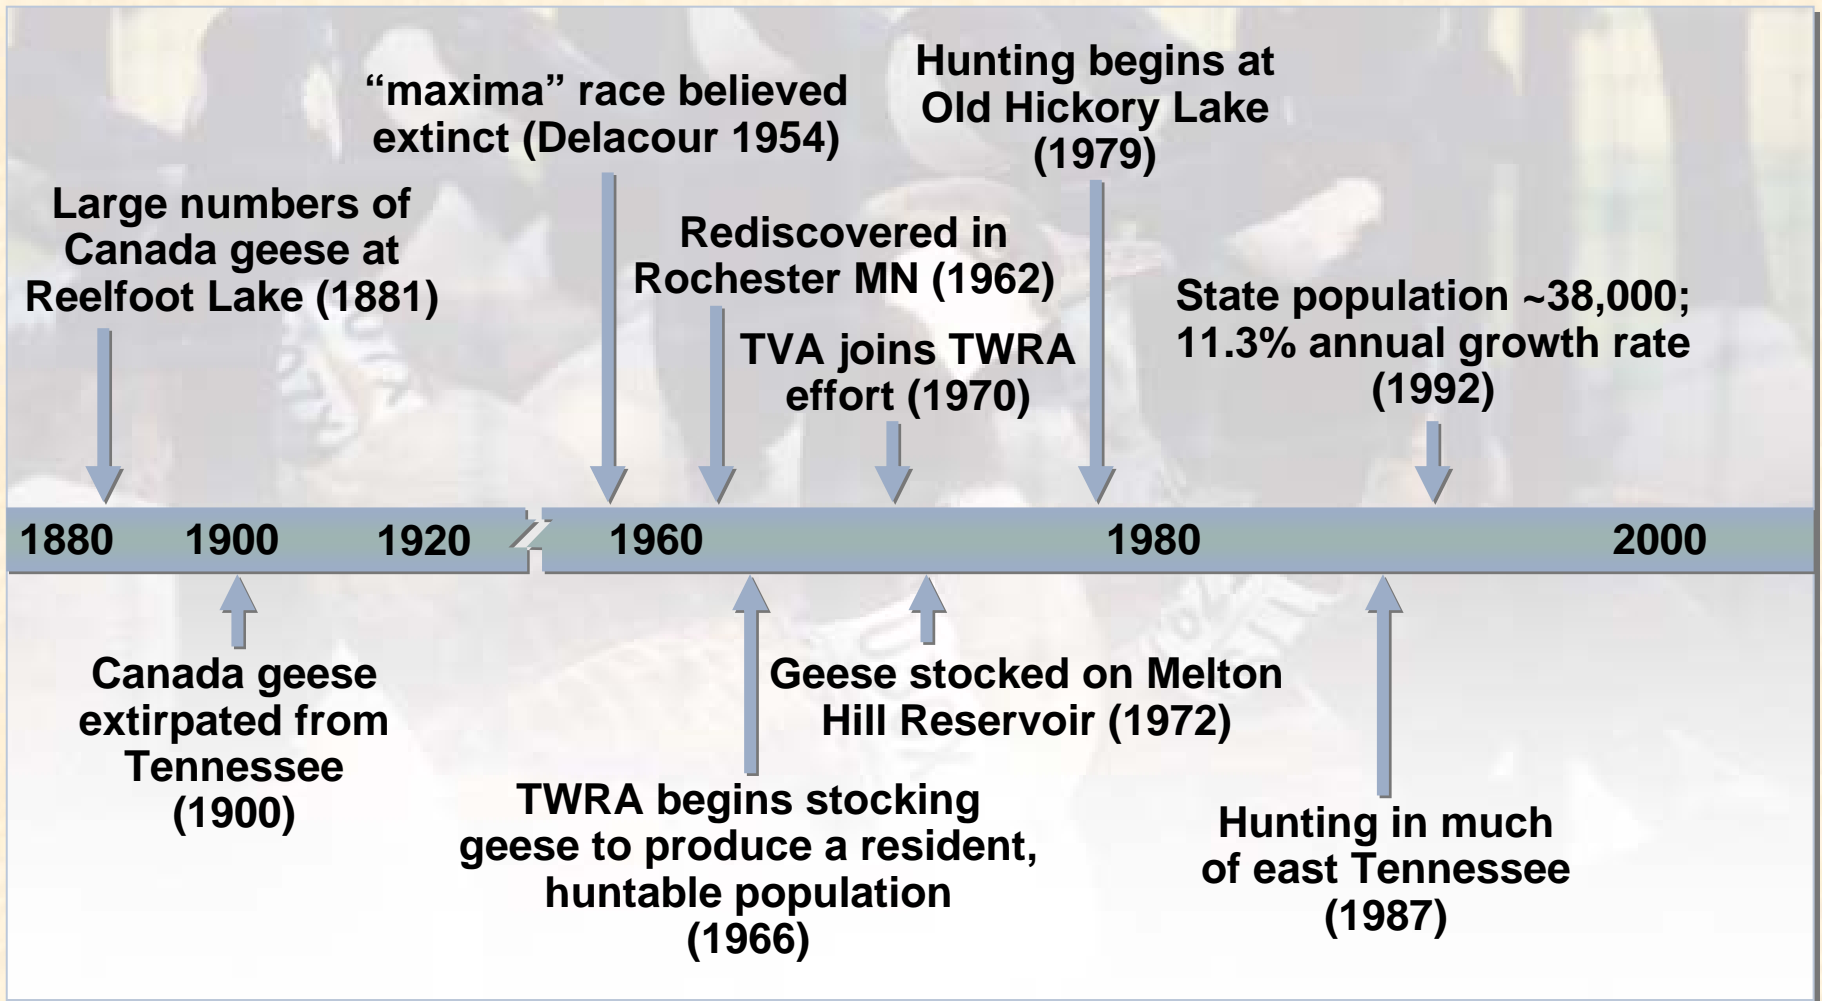 Hunting begins at
Old Hickory Lake
(1979)
“maxima” race believed
extinct (Delacour 1954)
Large numbers of
Canada geese at
Reelfoot Lake (1881)
Rediscovered in
Rochester MN (1962)
State population ~38,000;
11.3% annual growth rate
(1992)
TVA joins TWRA
effort (1970)
1880 1900 1920 1960 1980 2000
Canada geese
extirpated from
Tennessee
(1900)
Geese stocked on Melton
Hill Reservoir (1972)
TWRA begins stocking
geese to produce a resident,
huntable population
(1966)
Hunting in much
of east Tennessee
(1987)